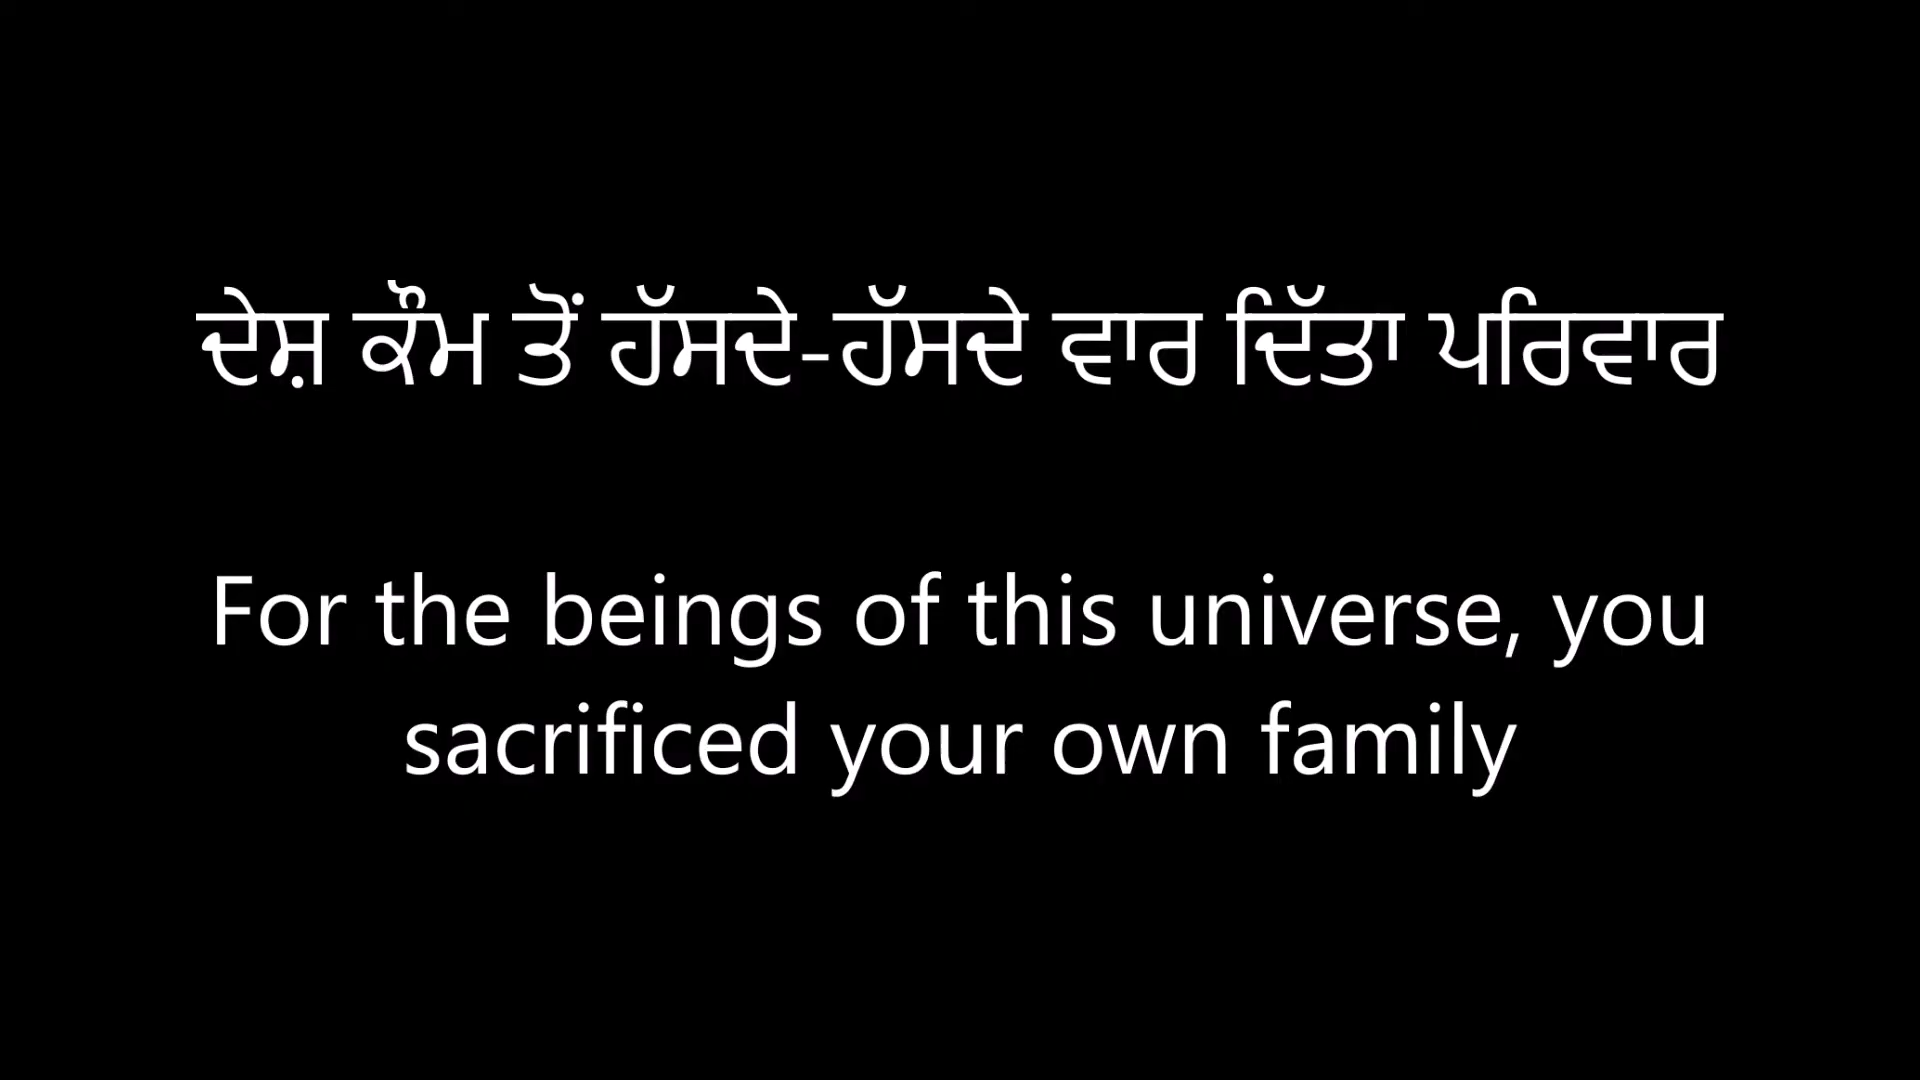 ਦੇਸ਼ ਕੌਮ ਤੋਂ ਹੱਸਦੇ-ਹੱਸਦੇ ਵਾਰ ਦਿੱਤਾ ਪਰਿਵਾਰ
For the beings of this universe, you
sacrificed your own family